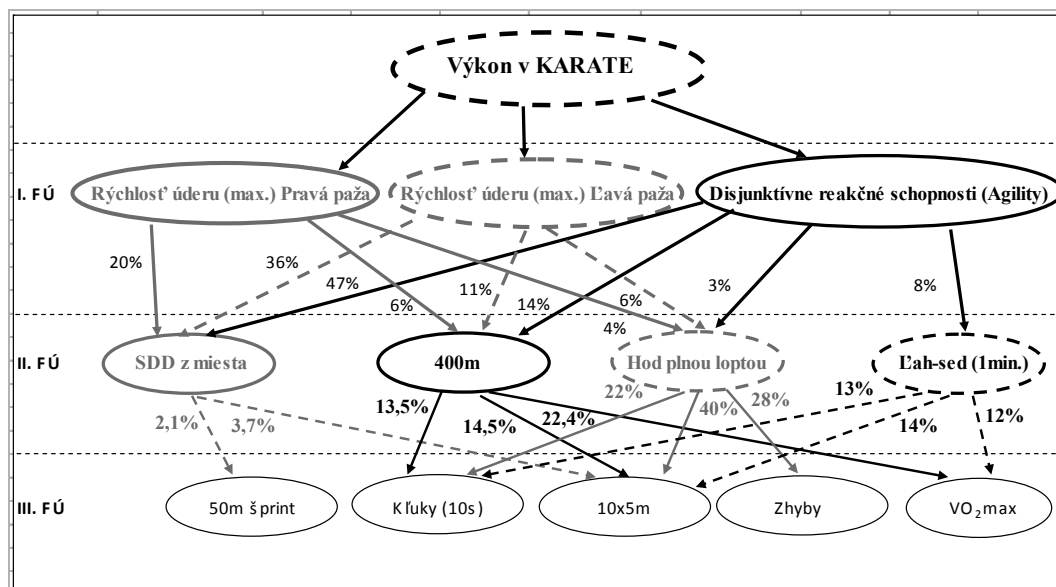 Výkon v KARATE
I. FÚ
Rýchlosť úderu (max.) Pravá paža
Rýchlosť úderu (max.) Ľavá paža
Disjunktívne reakčné schopnosti (Agility)
20%
36%
47%
6%
11%
14%
6%
4%
3%
8%
II. FÚ
SDD z miesta
400m
Hod plnou loptou
Ľah-sed (1min.)
2,1%
3,7%
13,5%
14,5%
22,4%
22%
40%
28%
13%
14%
12%
III. FÚ
50m šprint
Kľuky (10s)
10x5m
Zhyby
VO₂max